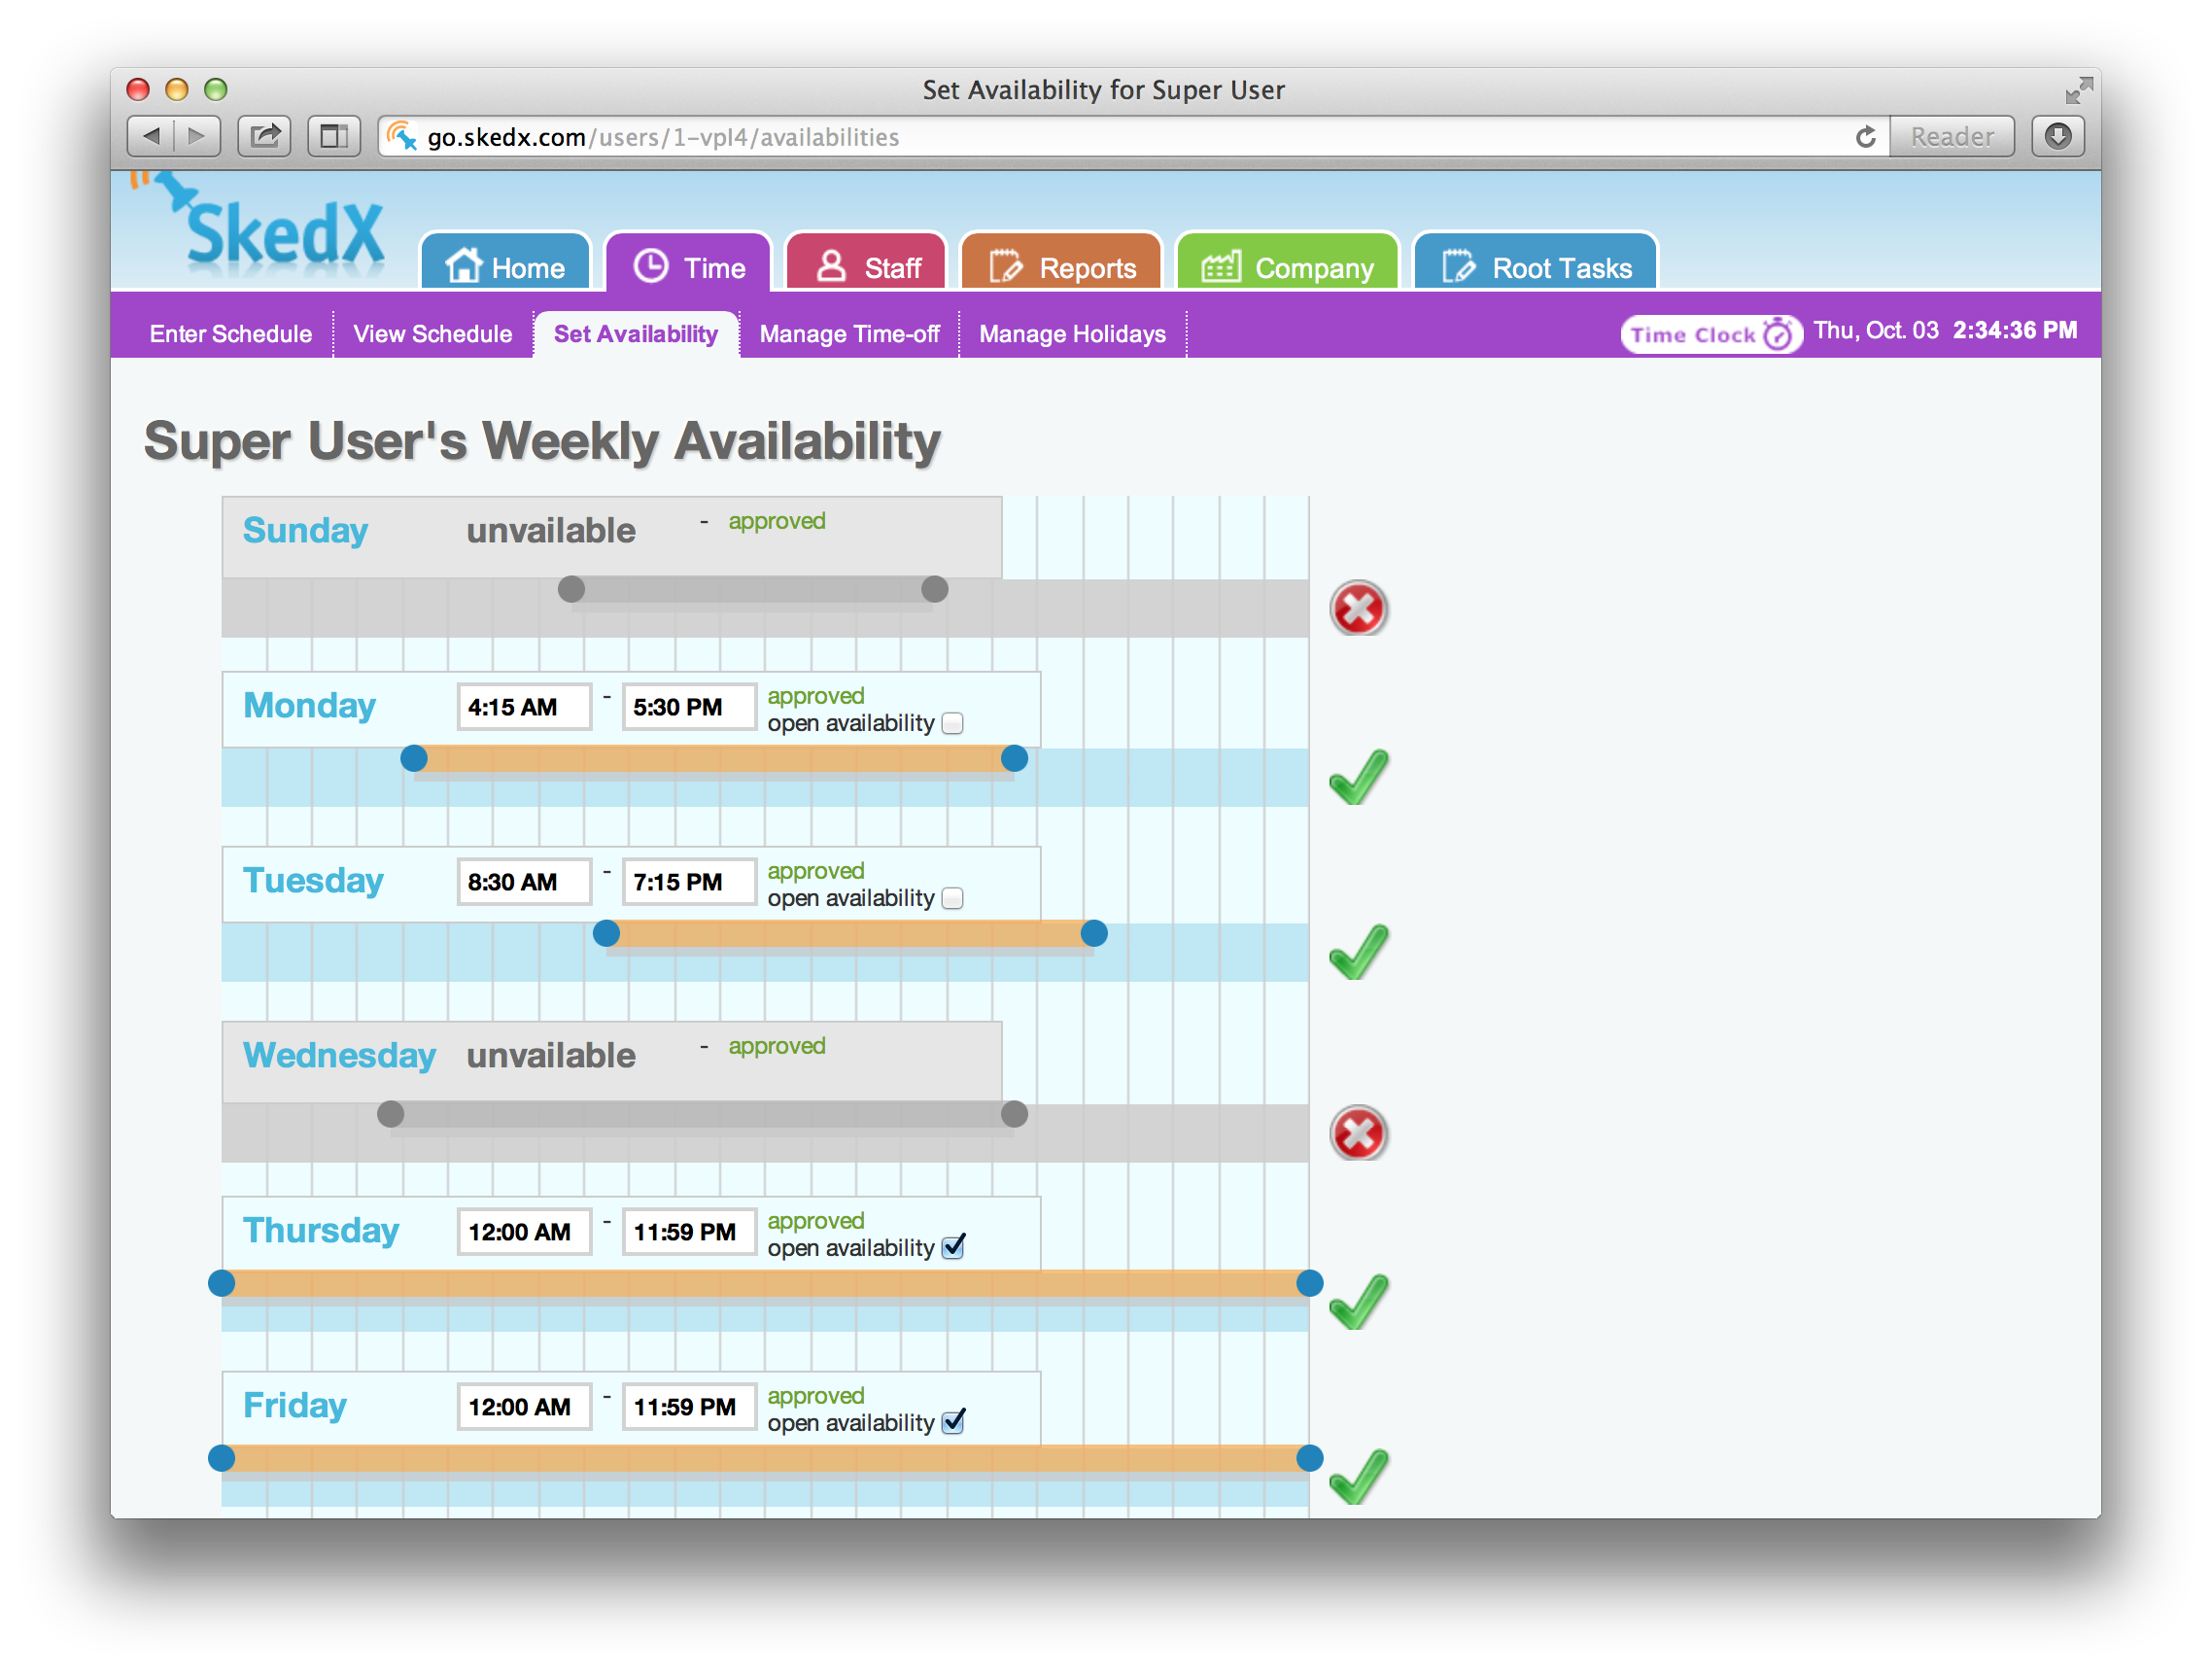 Set Availability for Super User
go.skedx.com/users/1-vpl4/availabilities
Reader
SkedX
Home
Time
Staff
Reports
Company
Root Tasks
Enter Schedule
View Schedule
Set Availability
Manage Time-off
Manage Holidays
Time Clock
Thu, Oct. 03 2:34:36 PM
Super User's Weekly Availability
Sunday unvailable - approved
Monday 4:15 AM - 5:30 PM approved
open availability
Tuesday 8:30 AM - 7:15 PM approved
open availability
Wednesday unvailable - approved
Thursday 12:00 AM - 11:59 PM approved
open availability
Friday 12:00 AM - 11:59 PM approved
open availability